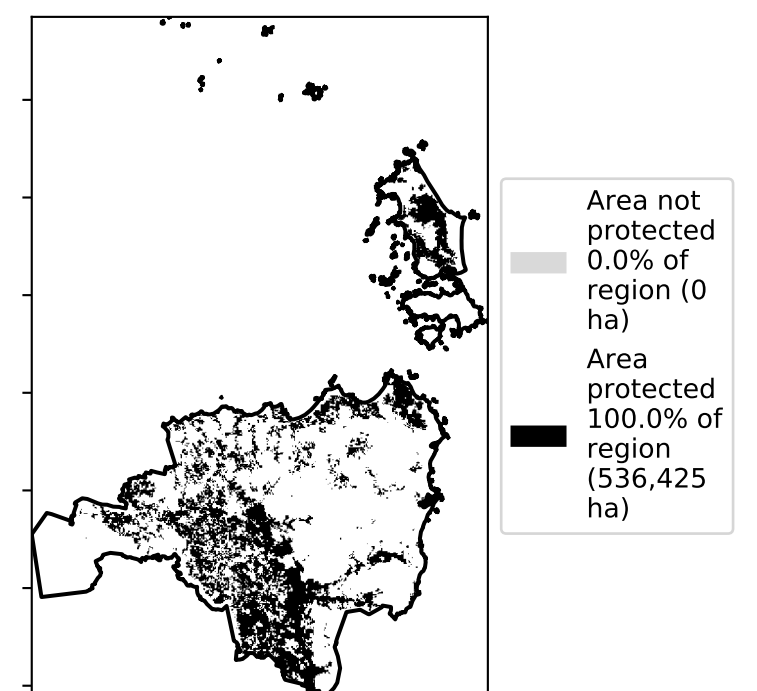 Area not
protected
0.0% of
region (0
ha)
Area
protected
100.0% of
region
(536,425
ha)